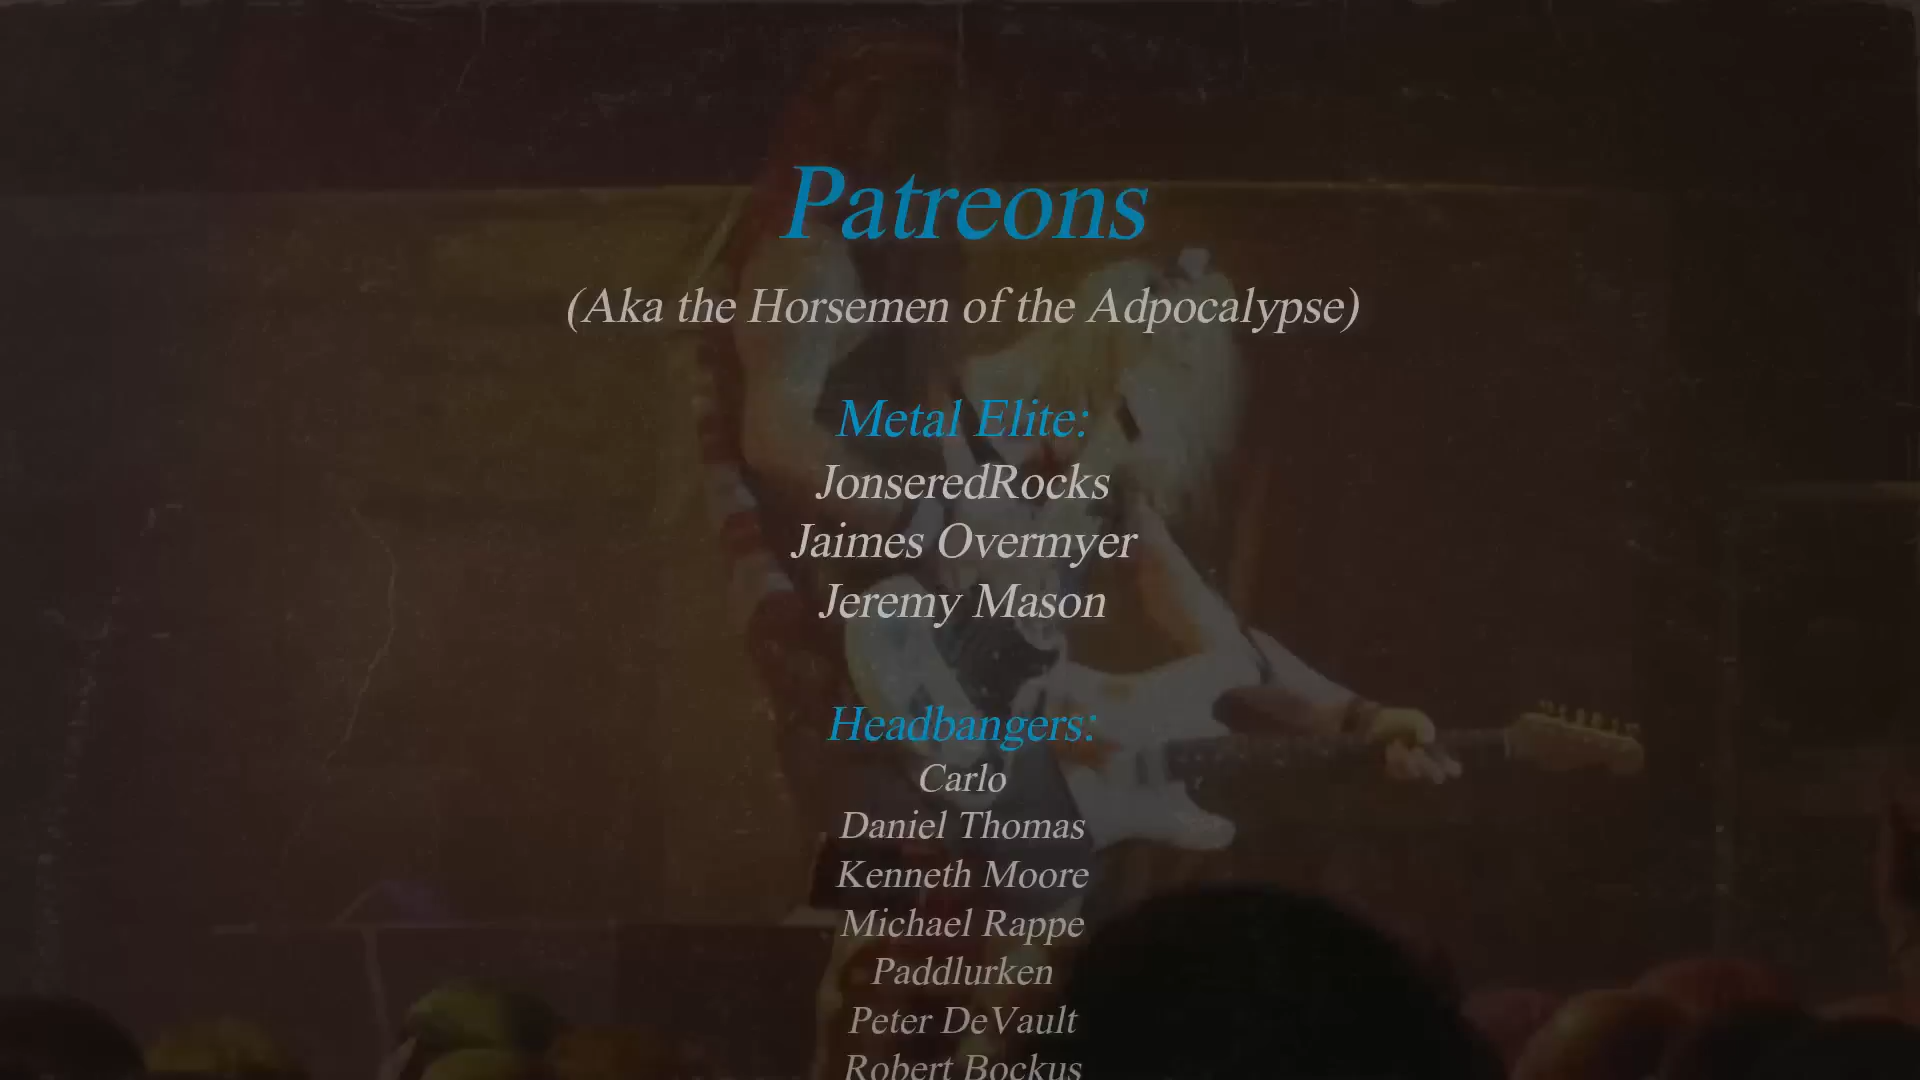 Patreons
(Aka the Horsemen of the Adpocalypse)
Metal Elite:
JonseredRocks
Jaimes Overmyer
Jeremy Mason
Headbangers:
Carlo
Daniel Thomas
Kenneth Moore
Michael Rappe
Paddlurken
Peter DeVault
Robert Bockus